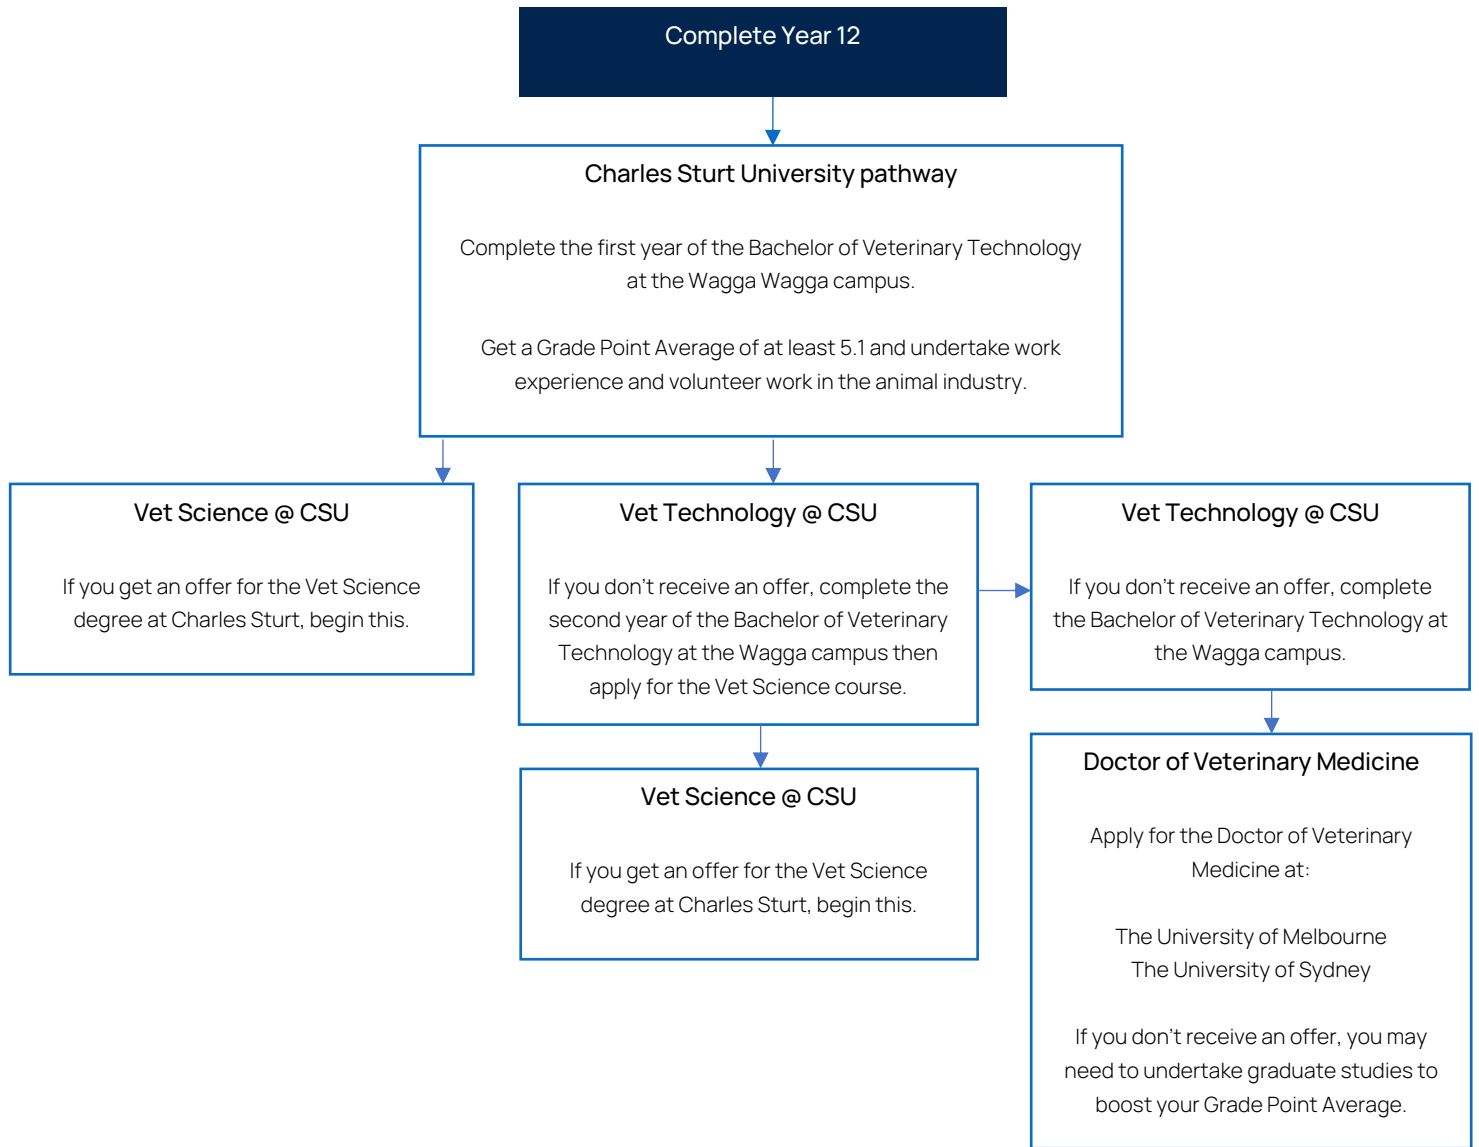 Complete Year 12
Charles Sturt University pathway
Complete the first year of the Bachelor of Veterinary Technology
at the Wagga Wagga campus.
Get a Grade Point Average of at least 5.1 and undertake work
experience and volunteer work in the animal industry.
Vet Science @ CSU
If you get an offer for the Vet Science
degree at Charles Sturt, begin this.
Vet Technology @ CSU
If you don’t receive an offer, complete the
second year of the Bachelor of Veterinary
Technology at the Wagga campus then
apply for the Vet Science course.
Vet Technology @ CSU
If you don’t receive an offer, complete
the Bachelor of Veterinary Technology at
the Wagga campus.
Vet Science @ CSU
If you get an offer for the Vet Science
degree at Charles Sturt, begin this.
Doctor of Veterinary Medicine
Apply for the Doctor of Veterinary
Medicine at:
The University of Melbourne
The University of Sydney
If you don’t receive an offer, you may
need to undertake graduate studies to
boost your Grade Point Average.